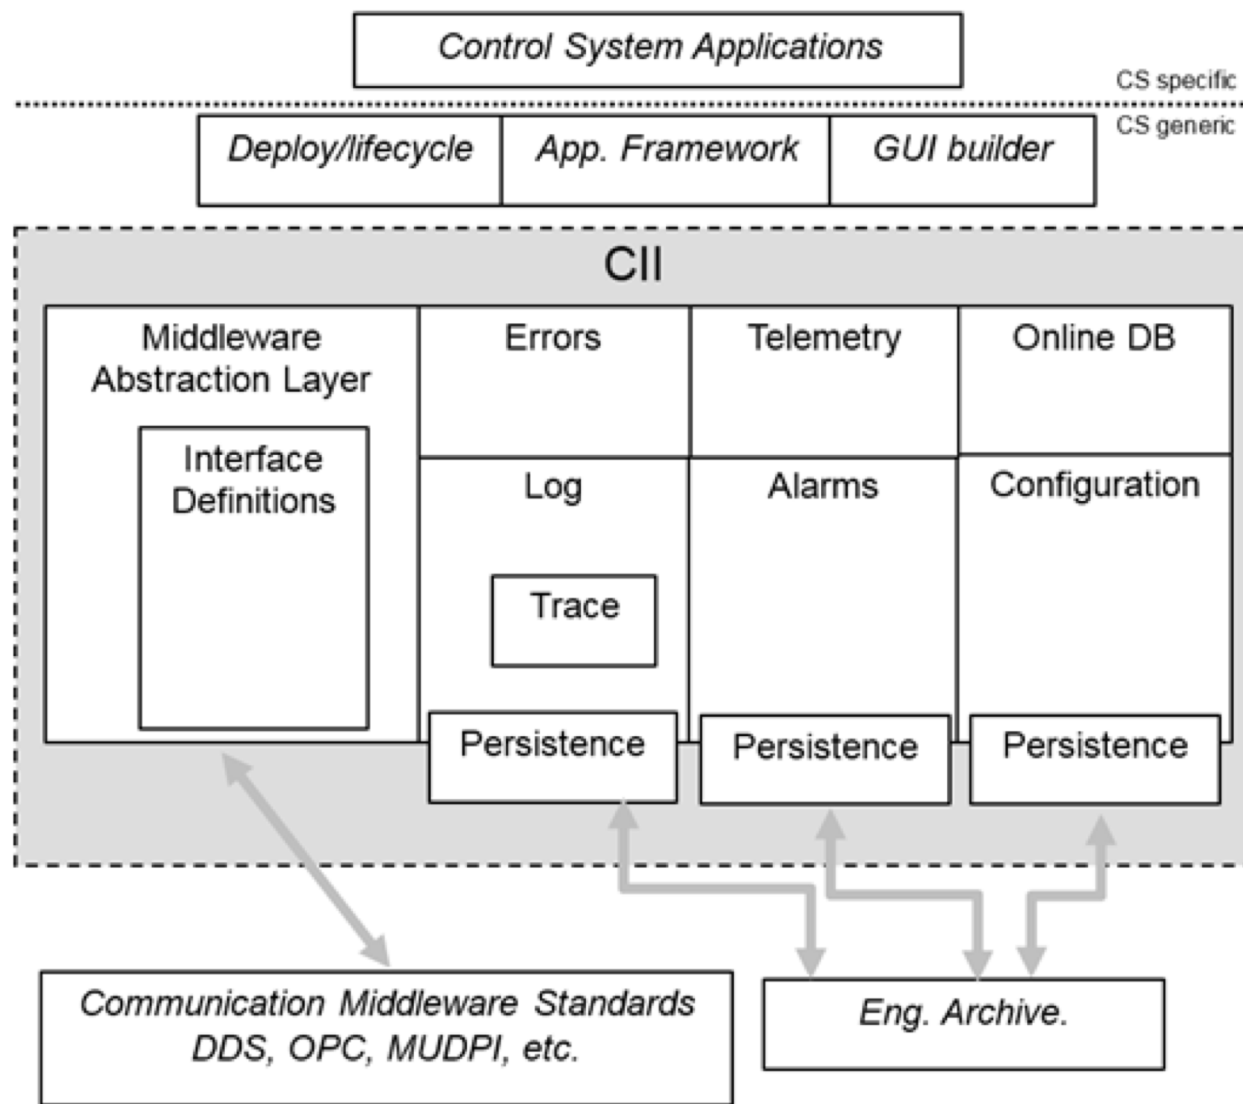 Control System Applications
CS specific
CS generic
Deploy/lifecycle
App. Framework
GUI builder
CII
Middleware
Abstraction Layer
Interface
Definitions
Errors
Telemetry
Online DB
Log
Alarms
Configuration
Trace
Persistence
Persistence
Persistence
Communication Middleware Standards
DDS, OPC, MUDPI, etc.
Eng. Archive.